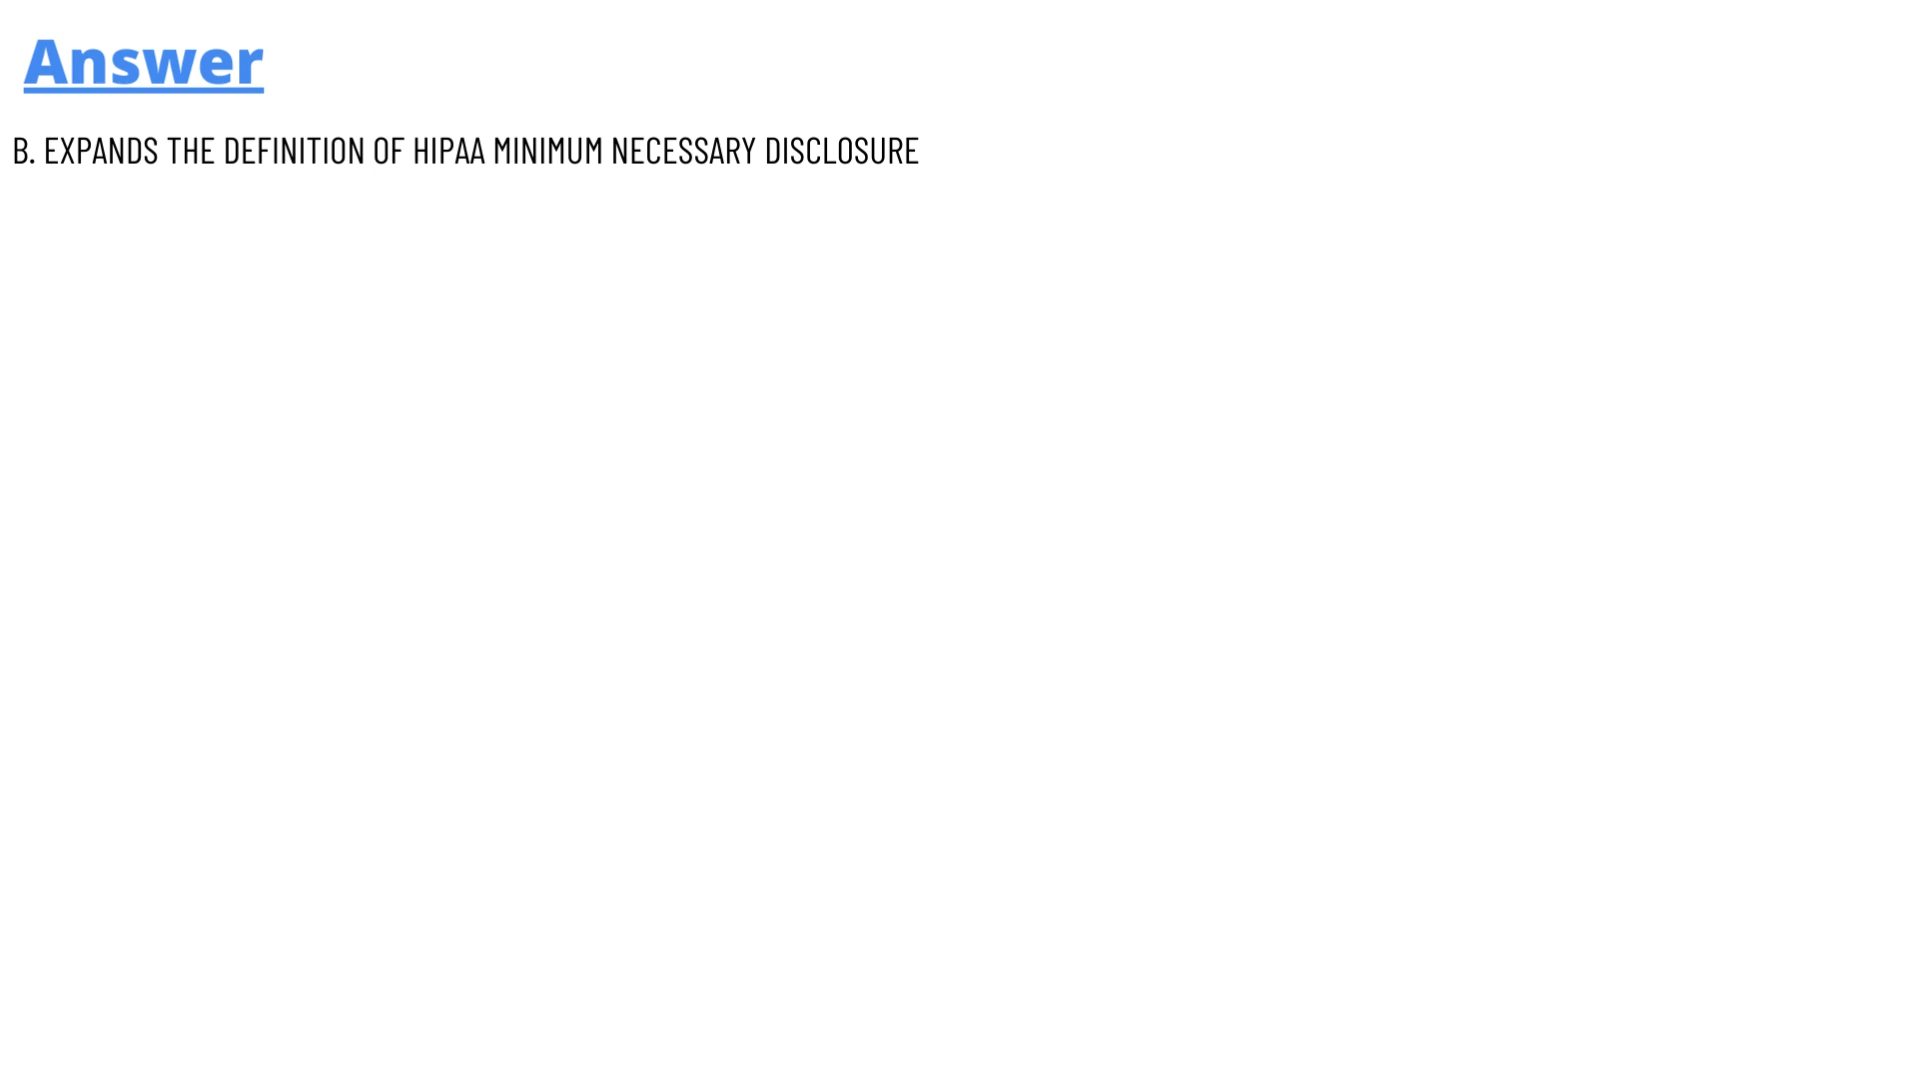 Answer
B. EXPANDS THE DEFINITION OF HIPAA MINIMUM NECESSARY DISCLOSURE